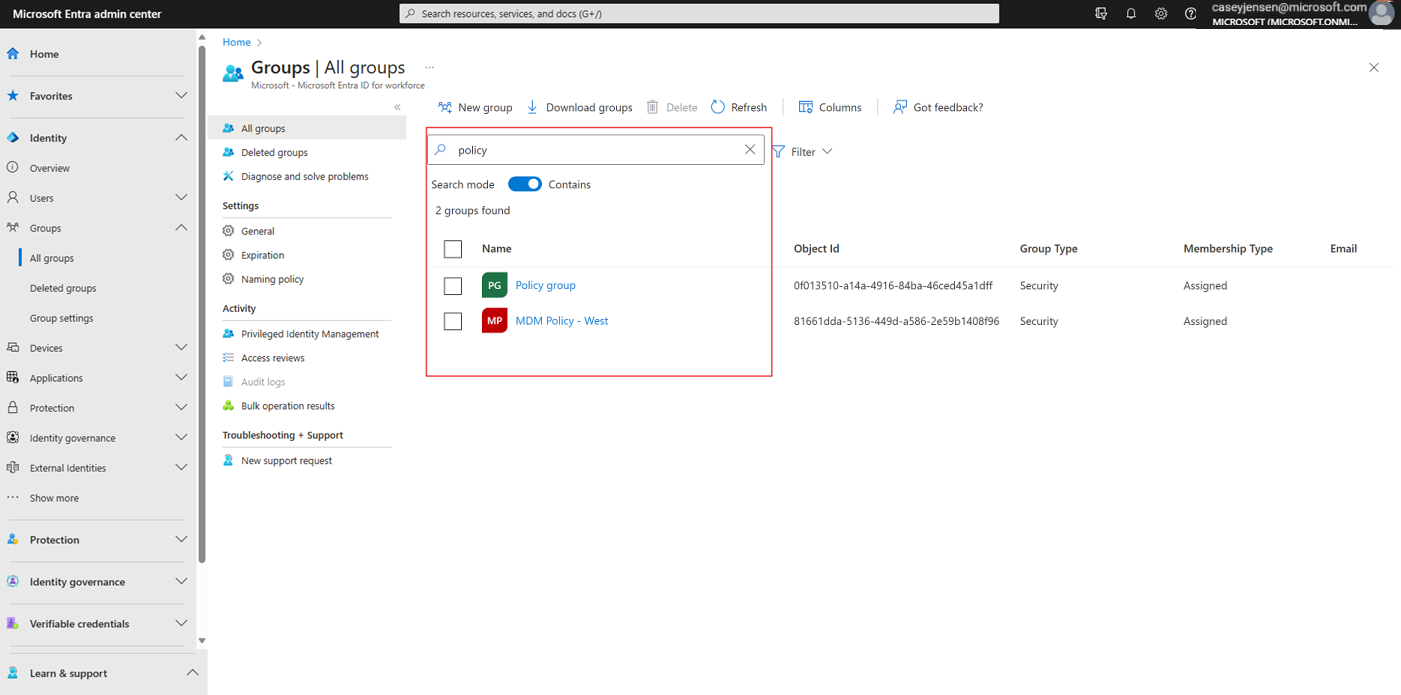 Microsoft Entra admin center
Search resources, services, and docs (G+/)
caseyjensen@microsoft.com
MICROSOFT (MICROSOFT.ONMI...
Home
Favorites
Identity
Overview
Users
Groups
All groups
Deleted groups
Group settings
Devices
Applications
Protection
Identity governance
External Identities
Show more
Protection
Identity governance
Verifiable credentials
Learn & support
Home
Groups | All groups
...
Microsoft - Microsoft Entra ID for workforce
All groups
Deleted groups
Diagnose and solve problems
Settings
General
Expiration
Naming policy
Activity
Privileged Identity Management
Access reviews
Audit logs
Bulk operation results
Troubleshooting + Support
New support request
New group Download groups Delete Refresh Columns Got feedback?
policy Filter
Search mode Contains
2 groups found
Name Object Id Group Type Membership Type Email
PG Policy group 0f013510-a14a-4916-84ba-46ced45a1dff Security Assigned
MP MDM Policy - West 81661dda-5136-449d-a586-2e59b1408f96 Security Assigned